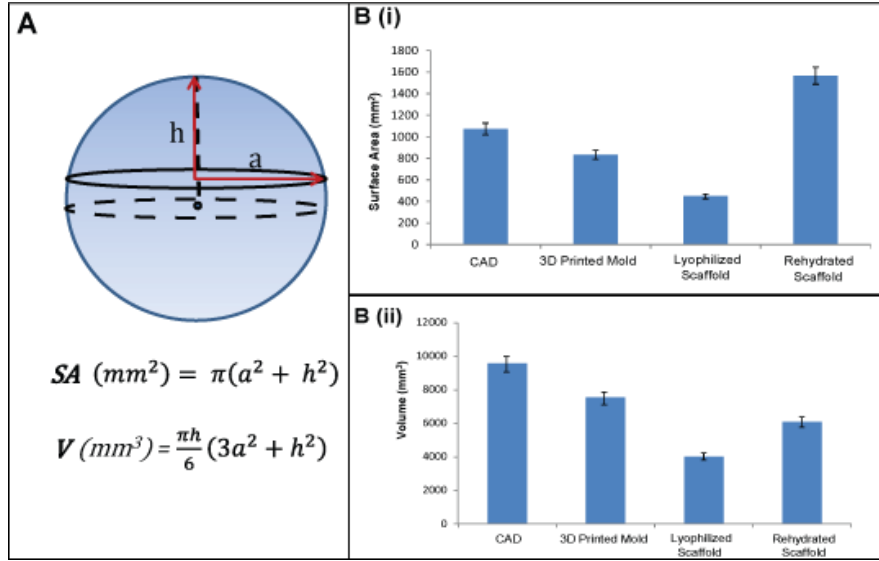 A
h
a
SA (mm²) = π(a² + h²)
V (mm³) = πh/6 (3a² + h²)
B (i)
Surface Area (mm²)
1800
1600
1400
1200
1000
800
600
400
200
0
CAD
3D Printed Mold
Lyophilized
Scaffold
Rehydrated
Scaffold
B (ii)
Volume (mm³)
12000
10000
8000
6000
4000
2000
0
CAD
3D Printed Mold
Lyophilized
Scaffold
Rehydrated
Scaffold